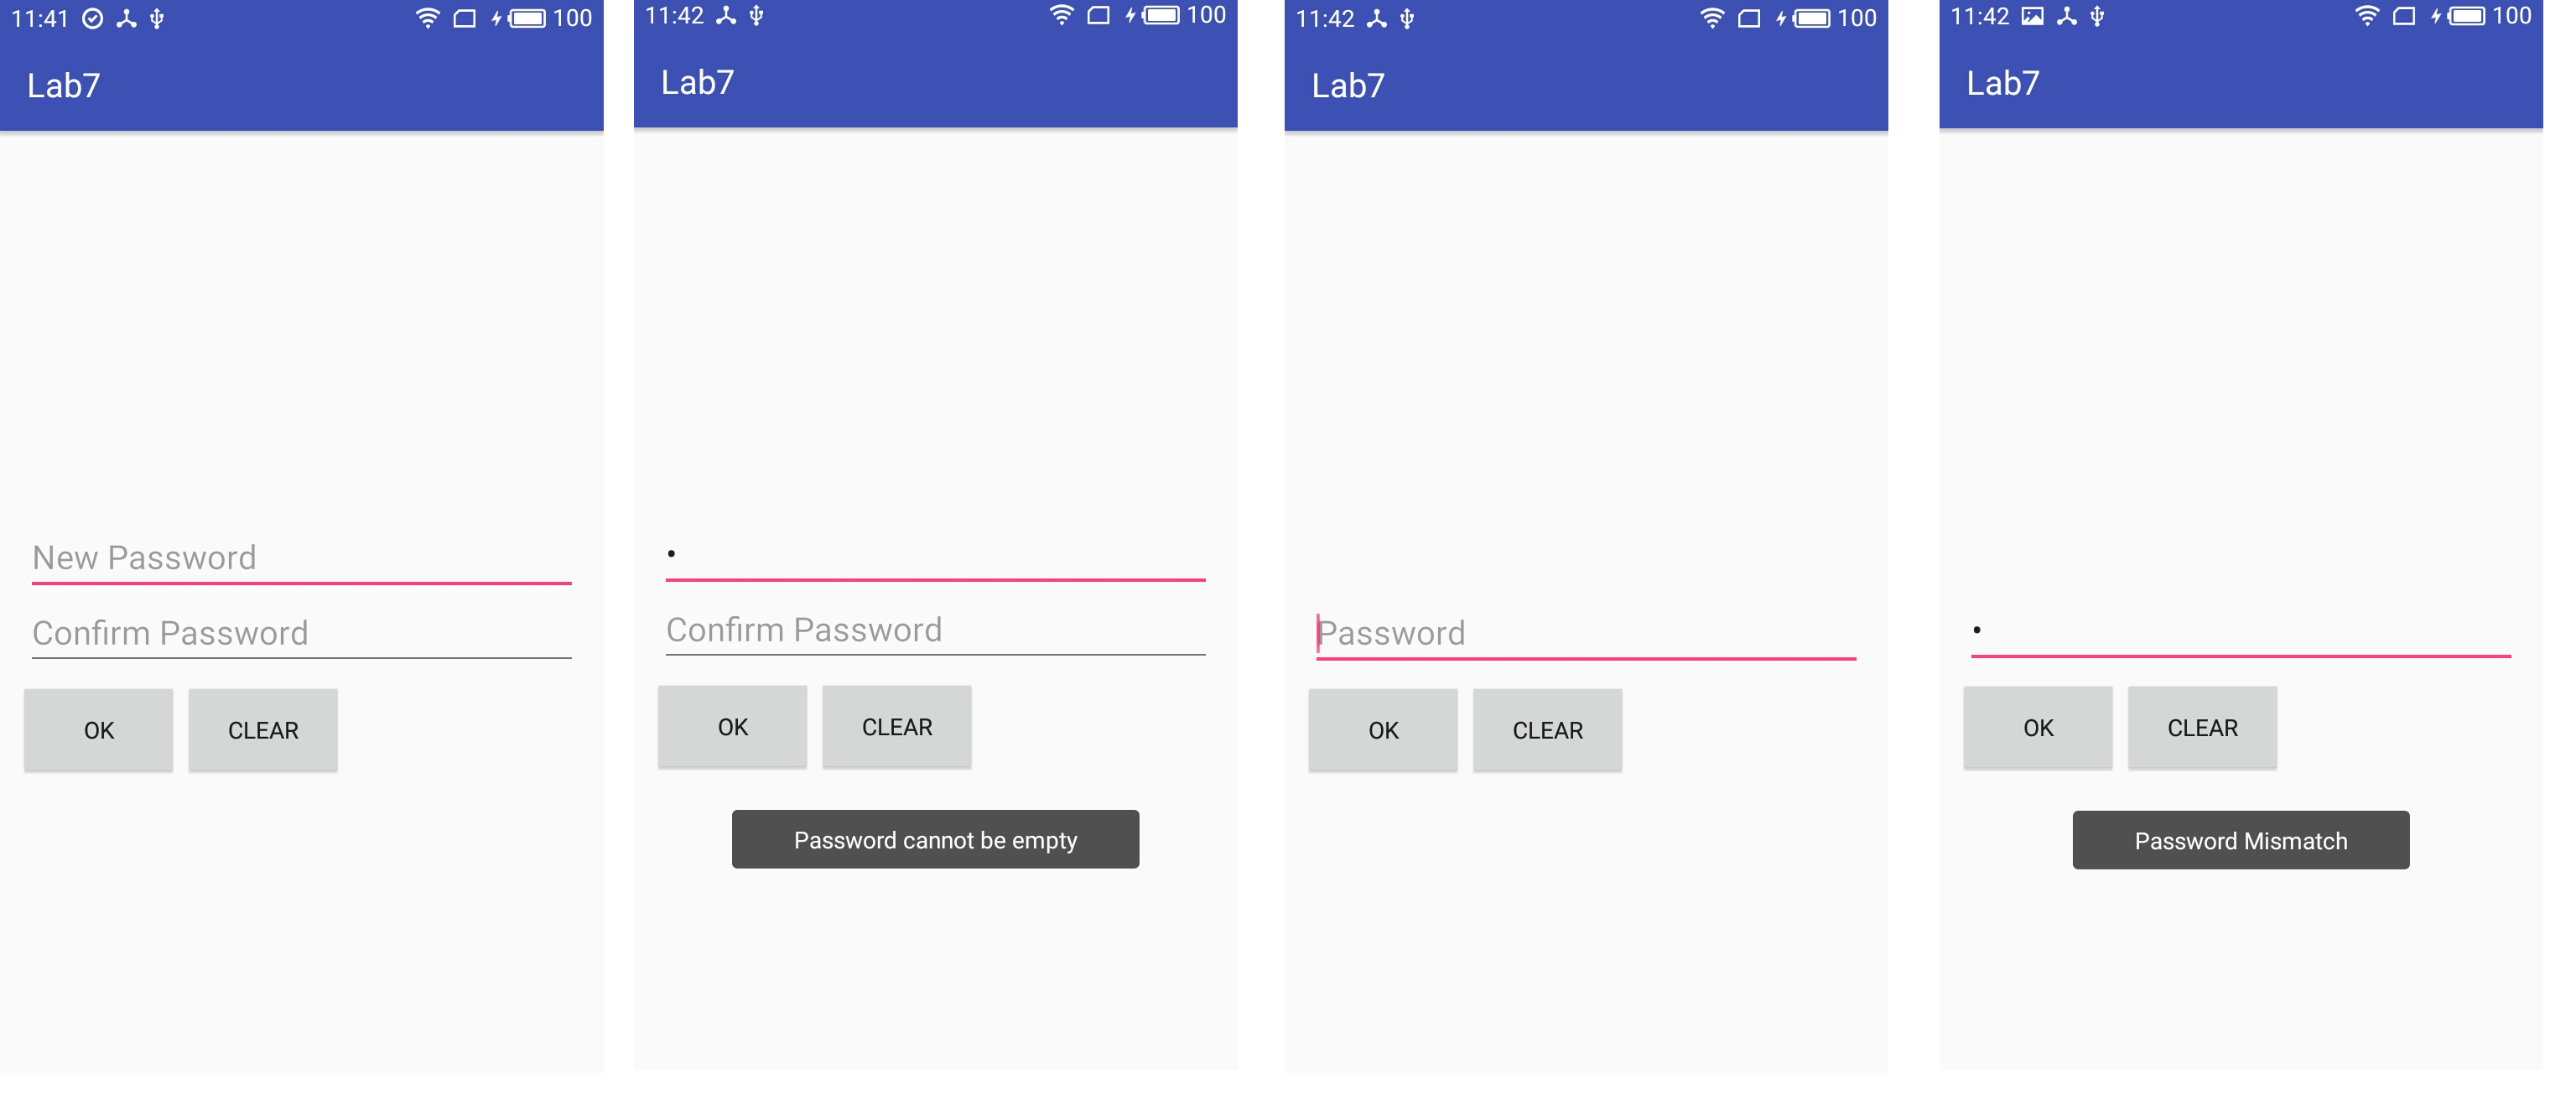 11:41 100
Lab7
New Password
Confirm Password
OK CLEAR
11:42 100
Lab7
•
Confirm Password
OK CLEAR
Password cannot be empty
11:42 100
Lab7
Password
OK CLEAR
11:42 100
Lab7
•
OK CLEAR
Password Mismatch